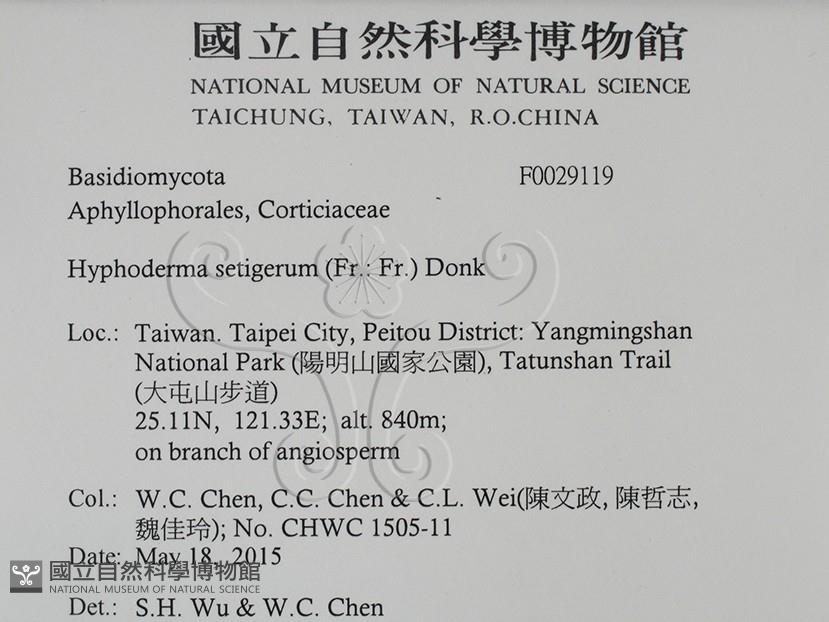 國立自然科學博物館
NATIONAL MUSEUM OF NATURAL SCIENCE
TAICHUNG, TAIWAN, R.O.CHINA
Basidiomycota F0029119
Aphyllophorales, Corticiaceae
Hyphoderma setigerum (Fr.: Fr.) Donk
Loc.: Taiwan. Taipei City, Peitou District: Yangmingshan
National Park (陽明山國家公園), Tatunshan Trail
(大屯山步道)
25.11N, 121.33E; alt. 840m;
on branch of angiosperm
Col.: W.C. Chen, C.C. Chen & C.L. Wei(陳文政, 陳哲志,
魏佳玲); No. CHWC 1505-11
Date: May 18, 2015
國立自然科學博物館
NATIONAL MUSEUM OF NATURAL SCIENCE
Det.: S.H. Wu & W.C. Chen